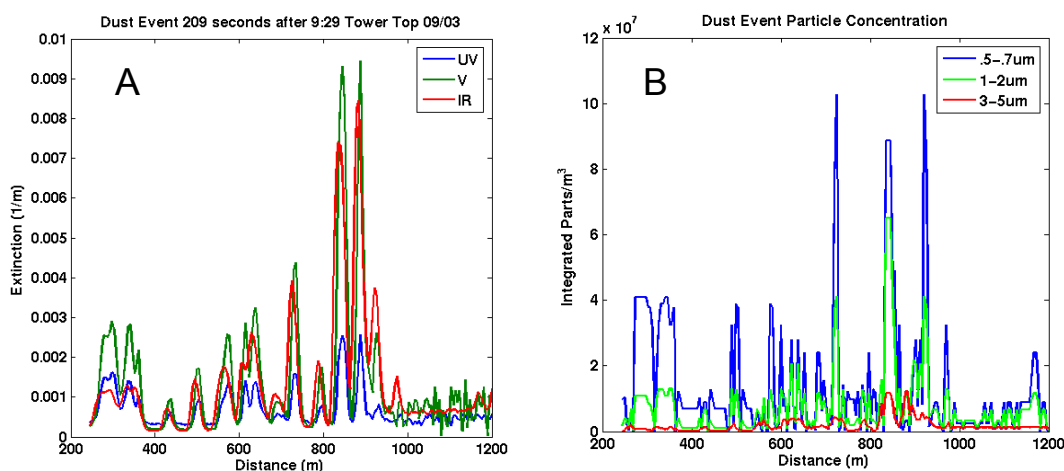 Dust Event 209 seconds after 9:29 Tower Top 09/03
A
UV
V
IR
0.01
0.009
0.008
0.007
0.006
0.005
0.004
0.003
0.002
0.001
0
Extinction (1/m)
200 400 600 800 1000 1200
Distance (m)
Dust Event Particle Concentration
x 10⁷
B
.5-.7um
1-2um
3-5um
12
10
8
6
4
2
0
Integrated Parts/m³
200 400 600 800 1000 1200
Distance (m)